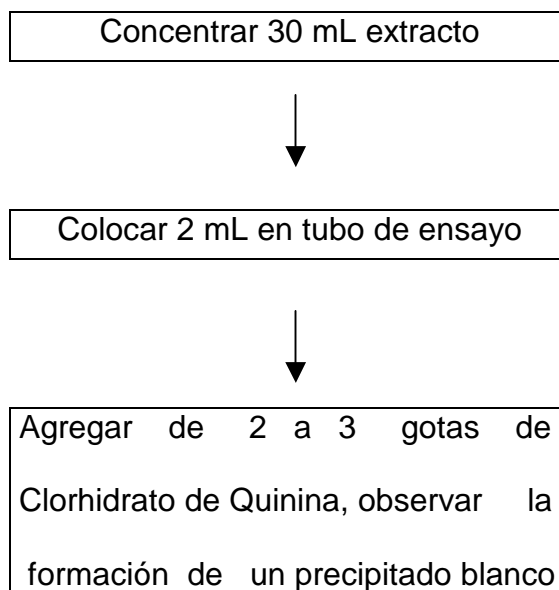 Concentrar 30 mL extracto
Colocar 2 mL en tubo de ensayo
Agregar de 2 a 3 gotas de
Clorhidrato de Quinina, observar la
formación de un precipitado blanco